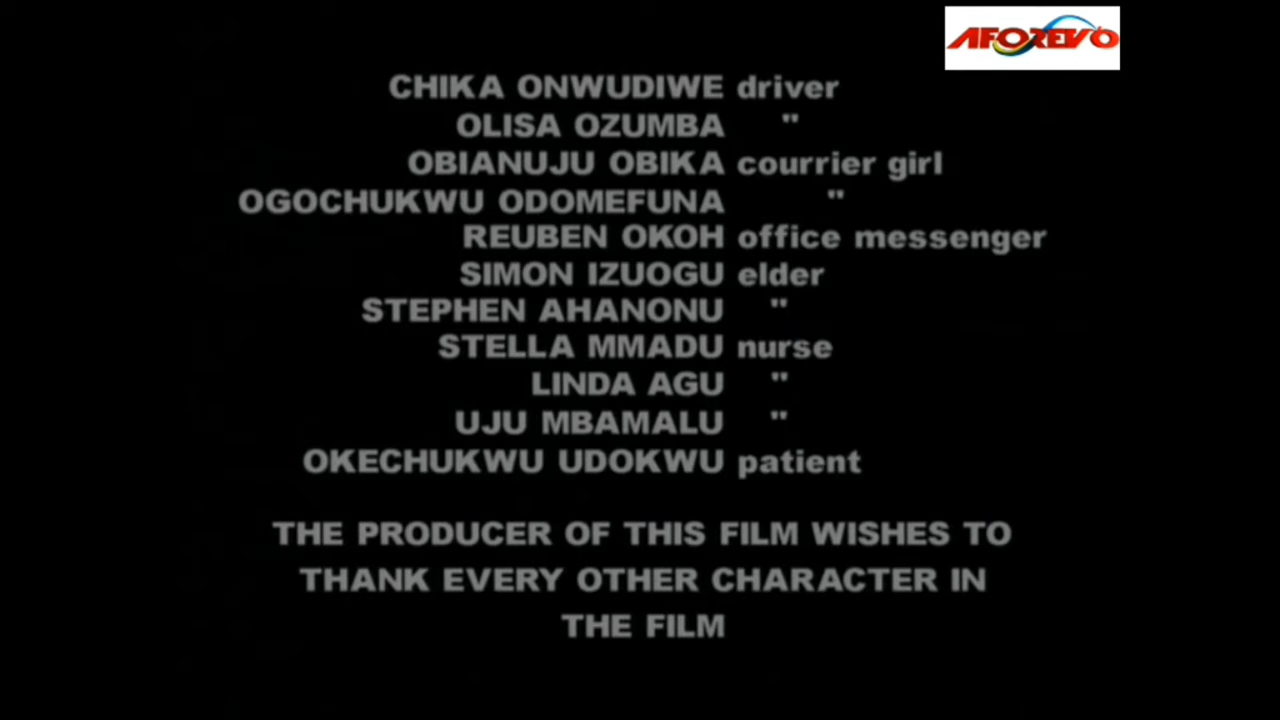 AFOREVO
CHIKA ONWUDIWE driver
OLISA OZUMBA "
OBIANUJU OBIKA courrier girl
OGOCHUKWU ODOMEFUNA "
REUBEN OKOH office messenger
SIMON IZUOGU elder
STEPHEN AHANONU "
STELLA MMADU nurse
LINDA AGU "
UJU MBAMALU "
OKECHUKWU UDOKWU patient
THE PRODUCER OF THIS FILM WISHES TO
THANK EVERY OTHER CHARACTER IN
THE FILM